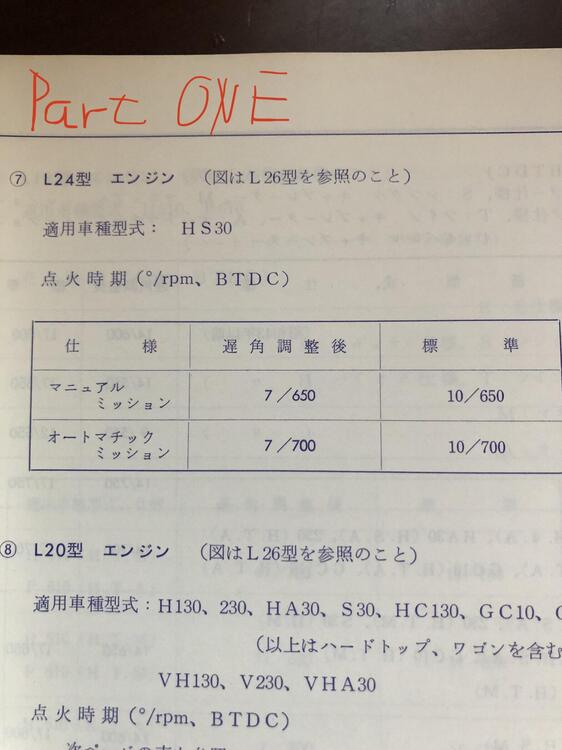 Part ONE
⑦ L24型 エンジン (図はL26型を参照のこと)
適用車種型式: HS30
点火時期(°/rpm、BTDC)
仕様 遅角調整後 標準
マニュアルミッション 7/650 10/650
オートマチックミッション 7/700 10/700
⑧ L20型 エンジン (図はL26型を参照のこと)
適用車種型式:H130、230、HA30、S30、HC130、GC10、
(以上はハードトップ、ワゴンを含む
VH130、V230、VHA30
点火時期(°/rpm、BTDC)